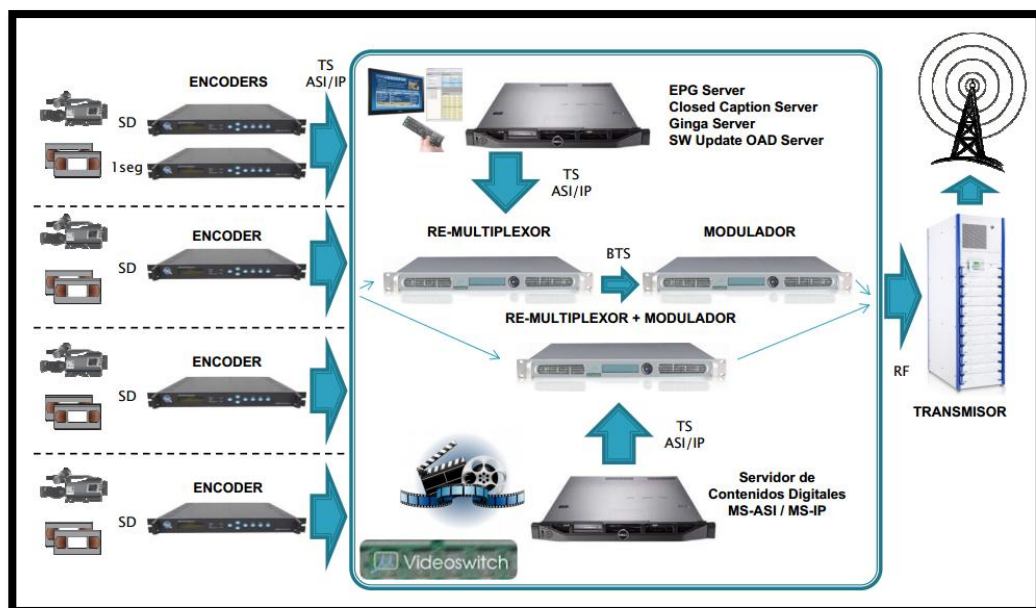 TS
ASI/IP
ENCODERS
SD
1seg
ENCODER
SD
ENCODER
SD
ENCODER
SD
EPG Server
Closed Caption Server
Ginga Server
SW Update OAD Server
TS
ASI/IP
RE-MULTIPLEXOR
MODULADOR
BTS
RE-MULTIPLEXOR + MODULADOR
TS
ASI/IP
Servidor de
Contenidos Digitales
MS-ASI / MS-IP
Videoswitch
RF
TRANSMISOR